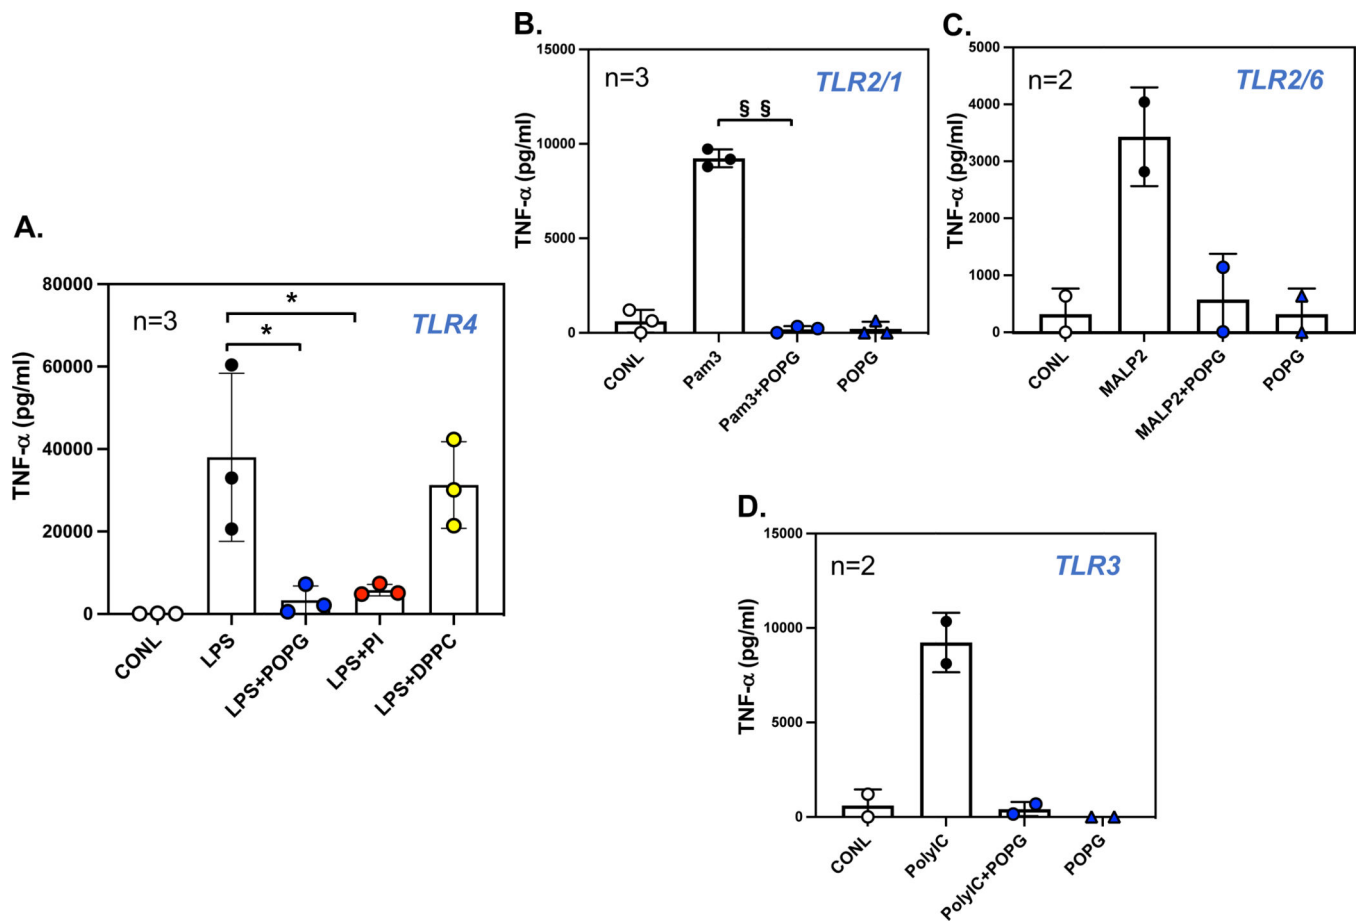 A.
TNF-α (pg/ml)
80000
60000
40000
20000
0
n=3
TLR4
*
*
CONL
LPS
LPS+POPG
LPS+PI
LPS+DPPC
B.
TNF-α (pg/ml)
15000
10000
5000
0
n=3
TLR2/1
§ §
CONL
Pam3
Pam3+POPG
POPG
C.
TNF-α (pg/ml)
5000
4000
3000
2000
1000
0
n=2
TLR2/6
CONL
MALP2
MALP2+POPG
POPG
D.
TNF-α (pg/ml)
15000
10000
5000
0
n=2
TLR3
CONL
PolyIC
PolyIC+POPG
POPG